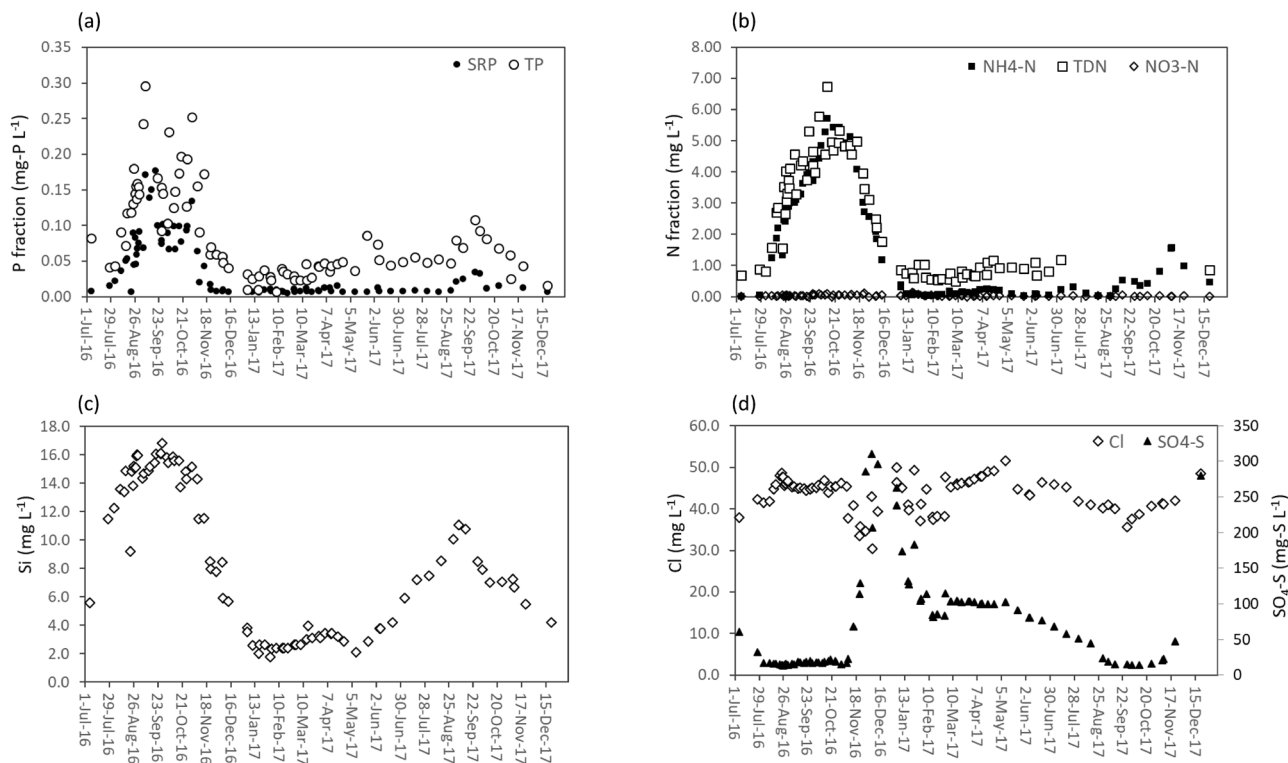 (a)
P fraction (mg-P L-1)
0.35
0.30
0.25
0.20
0.15
0.10
0.05
0.00
SRP TP
1-Jul-16
29-Jul-16
26-Aug-16
23-Sep-16
21-Oct-16
18-Nov-16
16-Dec-16
13-Jan-17
10-Feb-17
10-Mar-17
7-Apr-17
5-May-17
2-Jun-17
30-Jun-17
28-Jul-17
25-Aug-17
22-Sep-17
20-Oct-17
17-Nov-17
15-Dec-17
(b)
N fraction (mg L-1)
8.00
7.00
6.00
5.00
4.00
3.00
2.00
1.00
0.00
NH4-N TDN NO3-N
1-Jul-16
29-Jul-16
26-Aug-16
23-Sep-16
21-Oct-16
18-Nov-16
16-Dec-16
13-Jan-17
10-Feb-17
10-Mar-17
7-Apr-17
5-May-17
2-Jun-17
30-Jun-17
28-Jul-17
25-Aug-17
22-Sep-17
20-Oct-17
17-Nov-17
15-Dec-17
(c)
Si (mg L-1)
18.0
16.0
14.0
12.0
10.0
8.0
6.0
4.0
2.0
0.0
1-Jul-16
29-Jul-16
26-Aug-16
23-Sep-16
21-Oct-16
18-Nov-16
16-Dec-16
13-Jan-17
10-Feb-17
10-Mar-17
7-Apr-17
5-May-17
2-Jun-17
30-Jun-17
28-Jul-17
25-Aug-17
22-Sep-17
20-Oct-17
17-Nov-17
15-Dec-17
(d)
Cl (mg L-1)
60.0
50.0
40.0
30.0
20.0
10.0
0.0
Cl SO4-S
350
300
250
200
150
100
50
0
SO4-S (mg-S L-1)
1-Jul-16
29-Jul-16
26-Aug-16
23-Sep-16
21-Oct-16
18-Nov-16
16-Dec-16
13-Jan-17
10-Feb-17
10-Mar-17
7-Apr-17
5-May-17
2-Jun-17
30-Jun-17
28-Jul-17
25-Aug-17
22-Sep-17
20-Oct-17
17-Nov-17
15-Dec-17